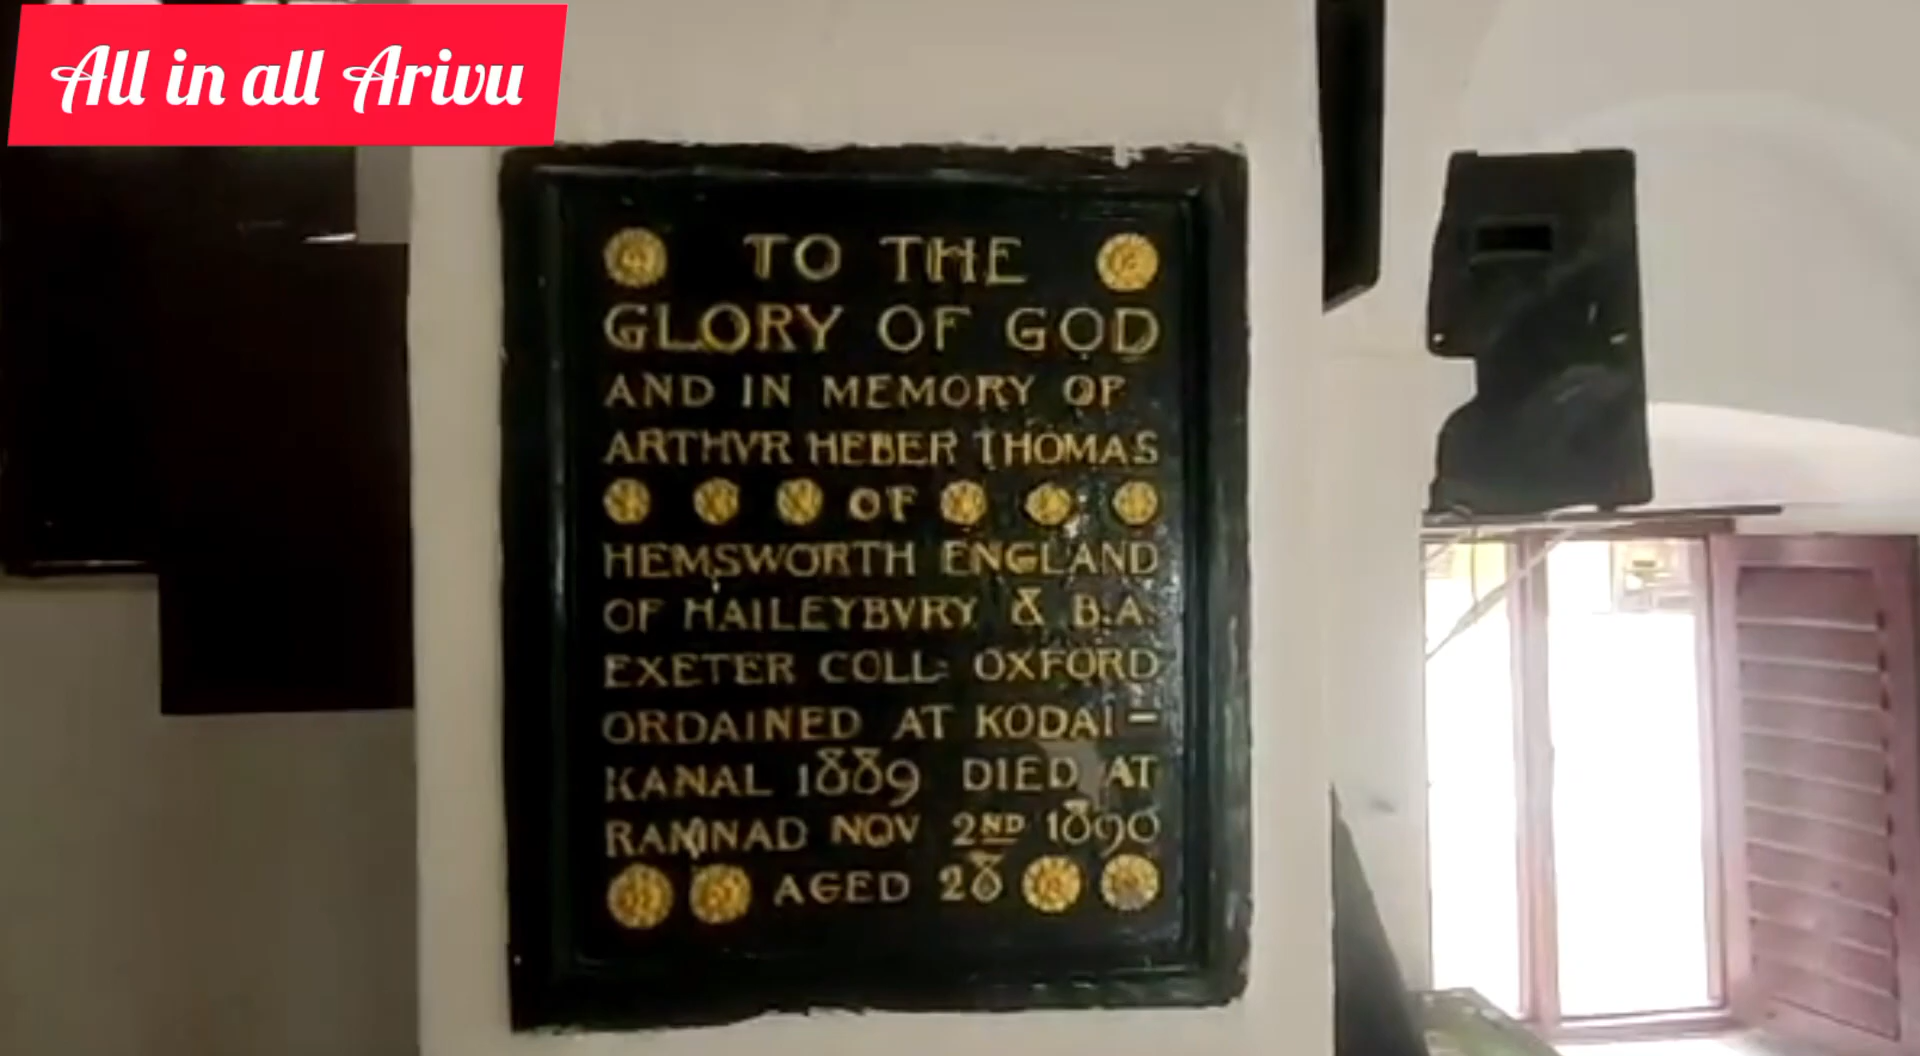 All in all Arivu
TO THE
GLORY OF GOD
AND IN MEMORY OF
ARTHVR HEBER THOMAS
OF
HEMSWORTH ENGLAND
OF HAILEYBVRY & B.A.
EXETER COLL: OXFORD
ORDAINED AT KODAI-
KANAL 1889 DIED AT
RAMNAD NOV 2ND 1890
AGED 28